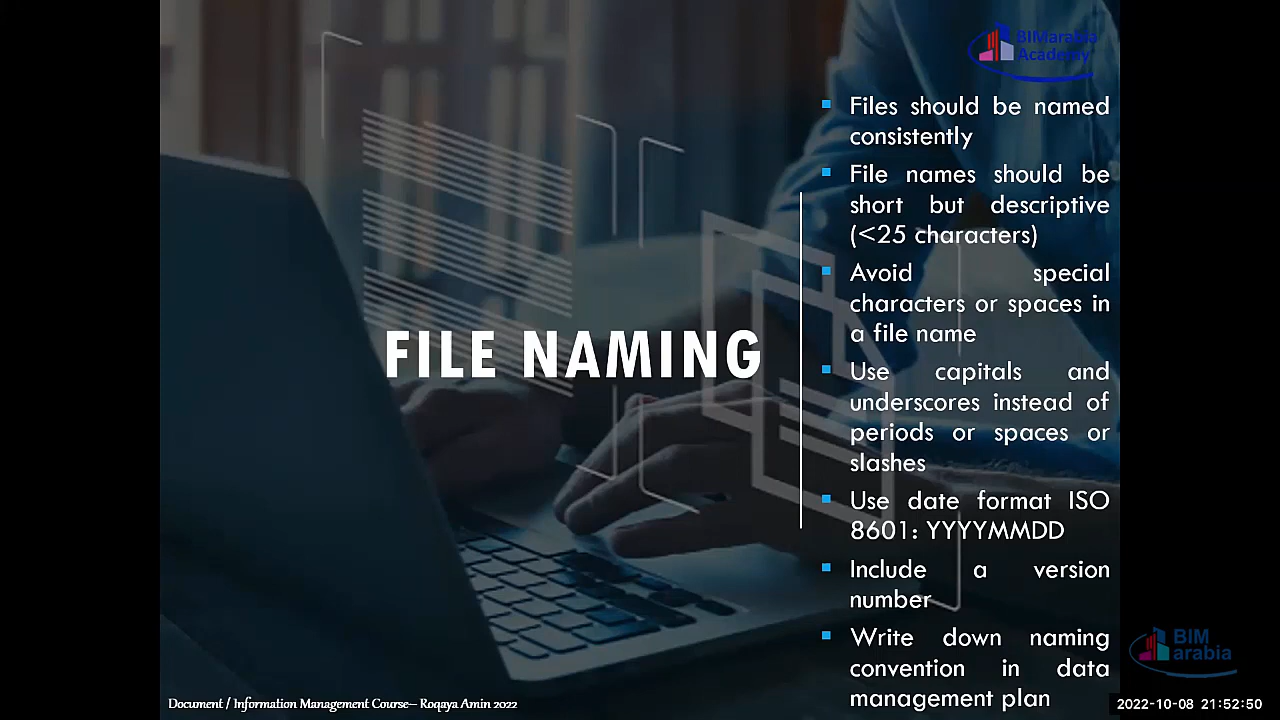 BIMarabia
Academy
Files should be named
consistently
File names should be
short but descriptive
(<25 characters)
Avoid special
characters or spaces in
a file name
Use capitals and
underscores instead of
periods or spaces or
slashes
Use date format ISO
8601: YYYYMMDD
Include a version
number
Write down naming
convention in data
management plan
FILE NAMING
BIM
arabia
Document / Information Management Course– Roqaya Amin 2022
2022-10-08 21:52:50